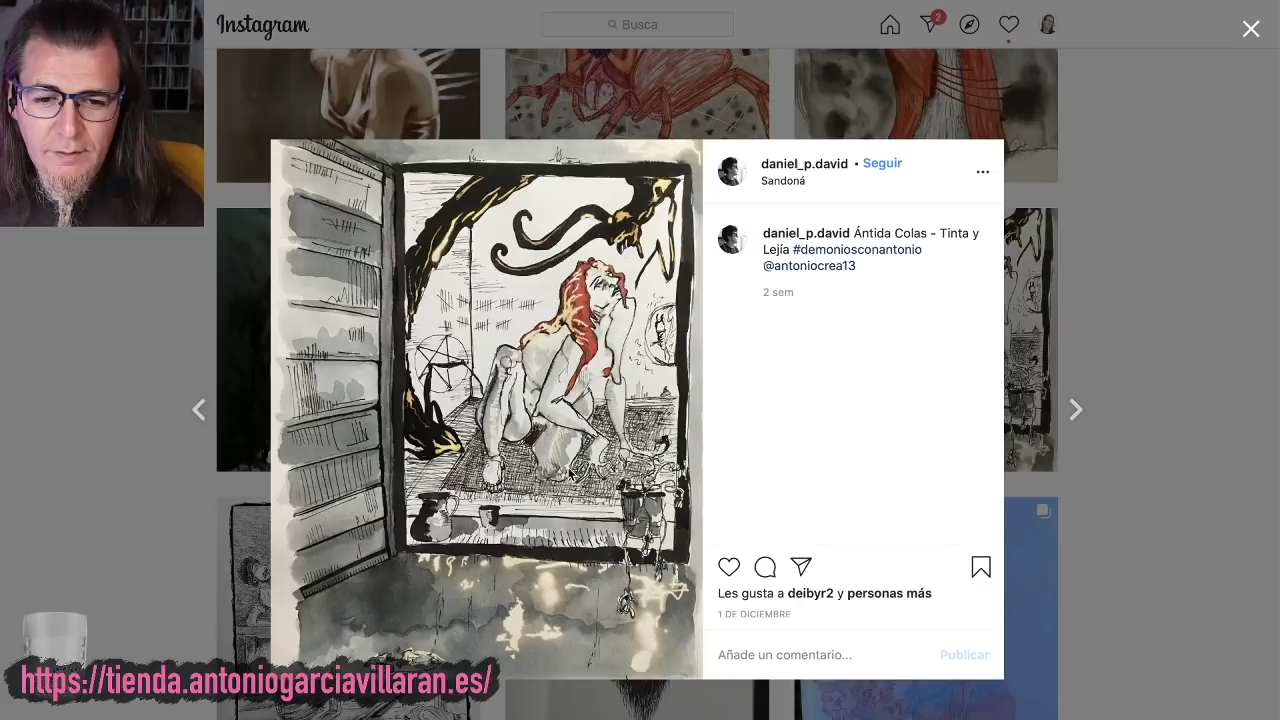 Instagram
Busca
2
daniel_p.david • Seguir
Sandoná
daniel_p.david Ántida Colas - Tinta y
Lejía #demoniosconantonio
@antoniocrea13
2 sem
Les gusta a deibyr2 y personas más
1 DE DICIEMBRE
Añade un comentario...
Publicar
https://tienda.antoniogarciavillaran.es/